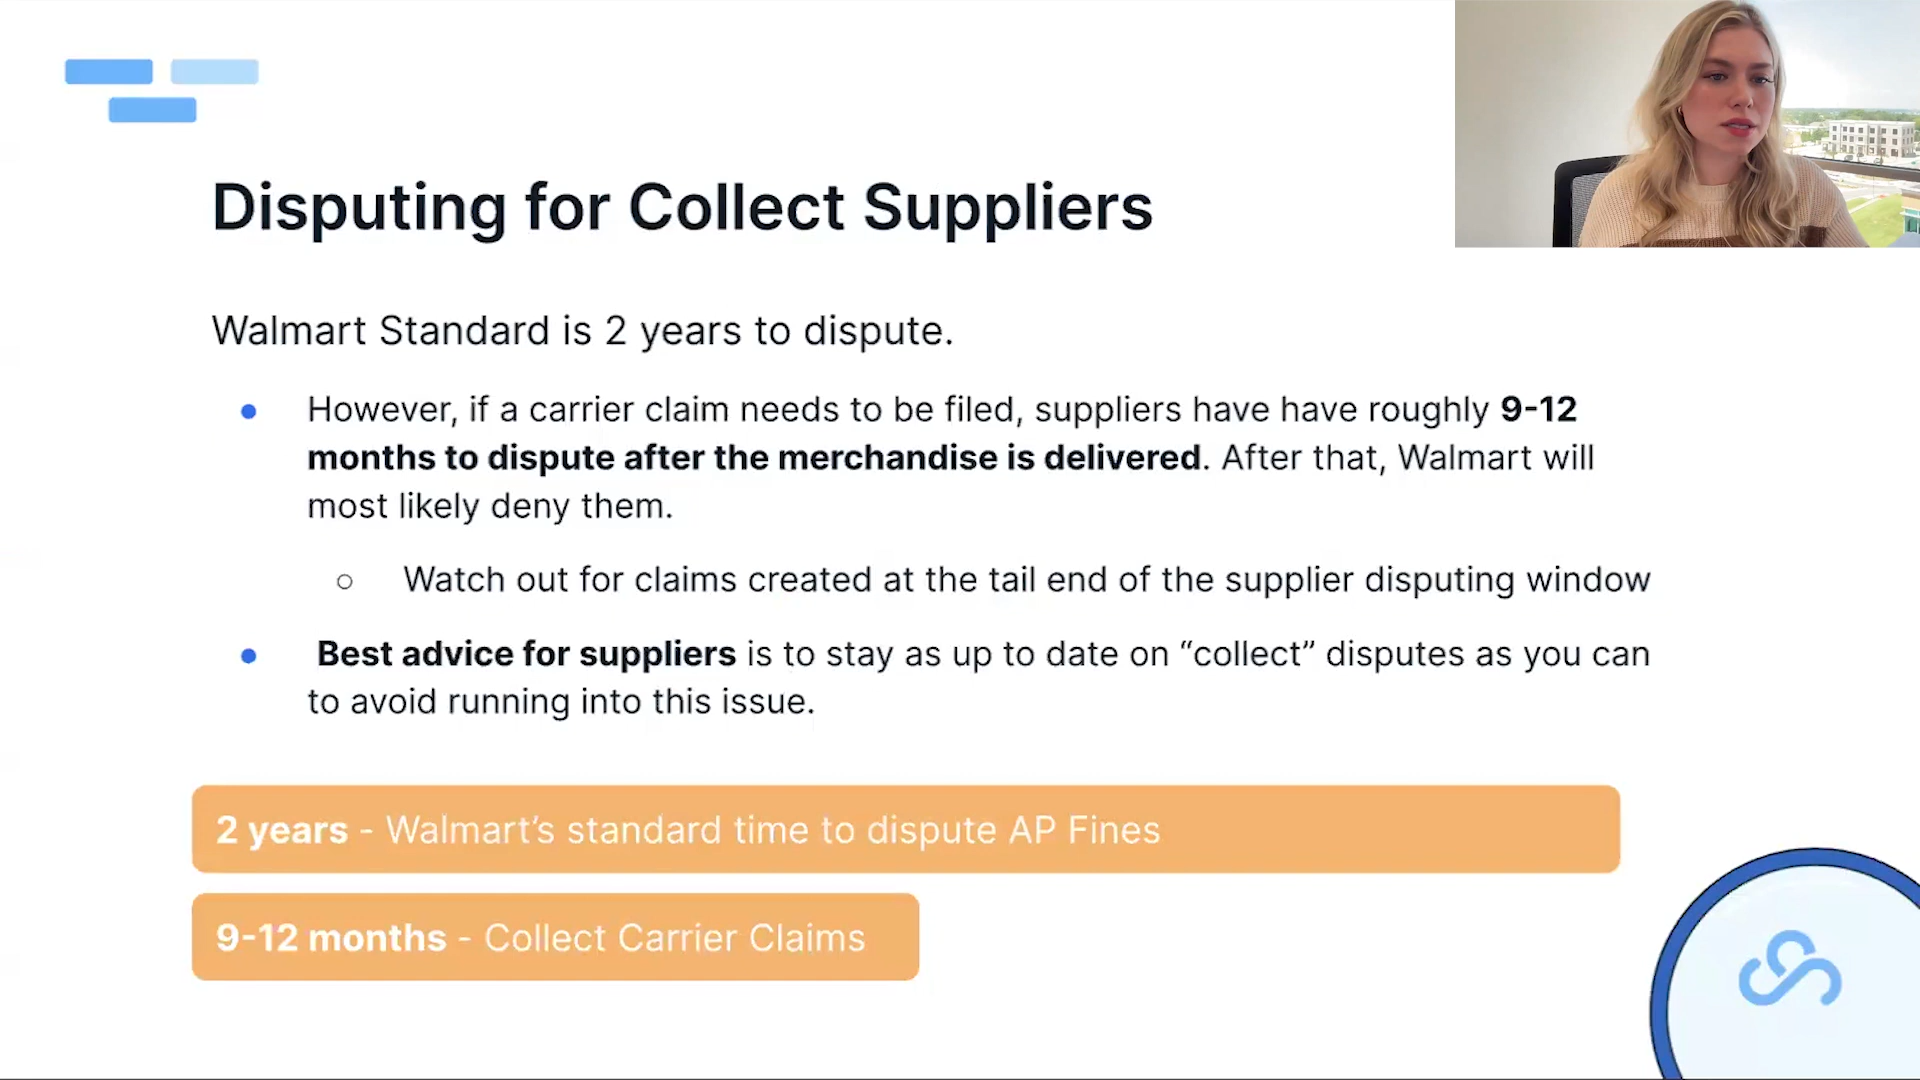 Disputing for Collect Suppliers
Walmart Standard is 2 years to dispute.
However, if a carrier claim needs to be filed, suppliers have have roughly 9-12
months to dispute after the merchandise is delivered. After that, Walmart will
most likely deny them.
Watch out for claims created at the tail end of the supplier disputing window
Best advice for suppliers is to stay as up to date on “collect” disputes as you can
to avoid running into this issue.
2 years - Walmart’s standard time to dispute AP Fines
9-12 months - Collect Carrier Claims